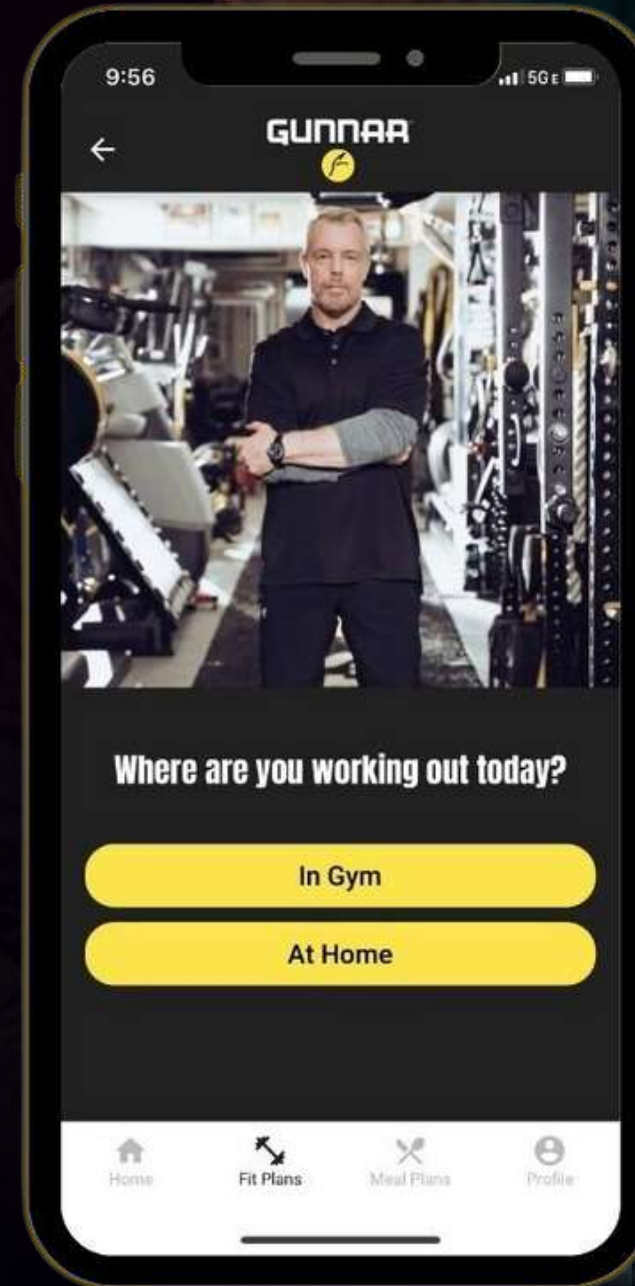 9:56
5G E
GUNNAR
Where are you working out today?
In Gym
At Home
Home
Fit Plans
Meal Plans
Profile